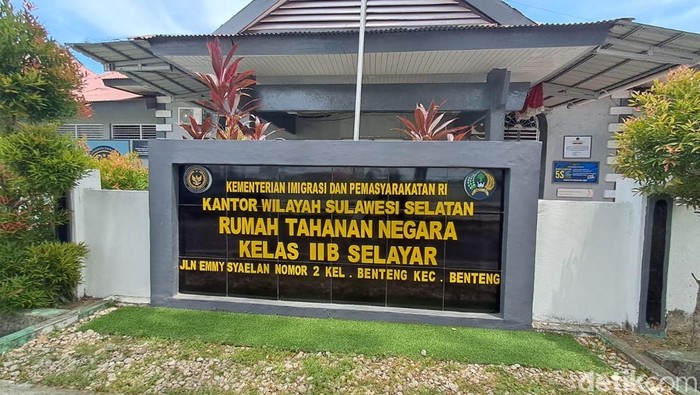 KEMENTERIAN IMIGRASI DAN PEMASYARAKATAN RI
KANTOR WILAYAH SULAWESI SELATAN
RUMAH TAHANAN NEGARA
KELAS IIB SELAYAR
JLN EMMY SYAELAN NOMOR 2 KEL . BENTENG KEC . BENTENG
5S
detikcom